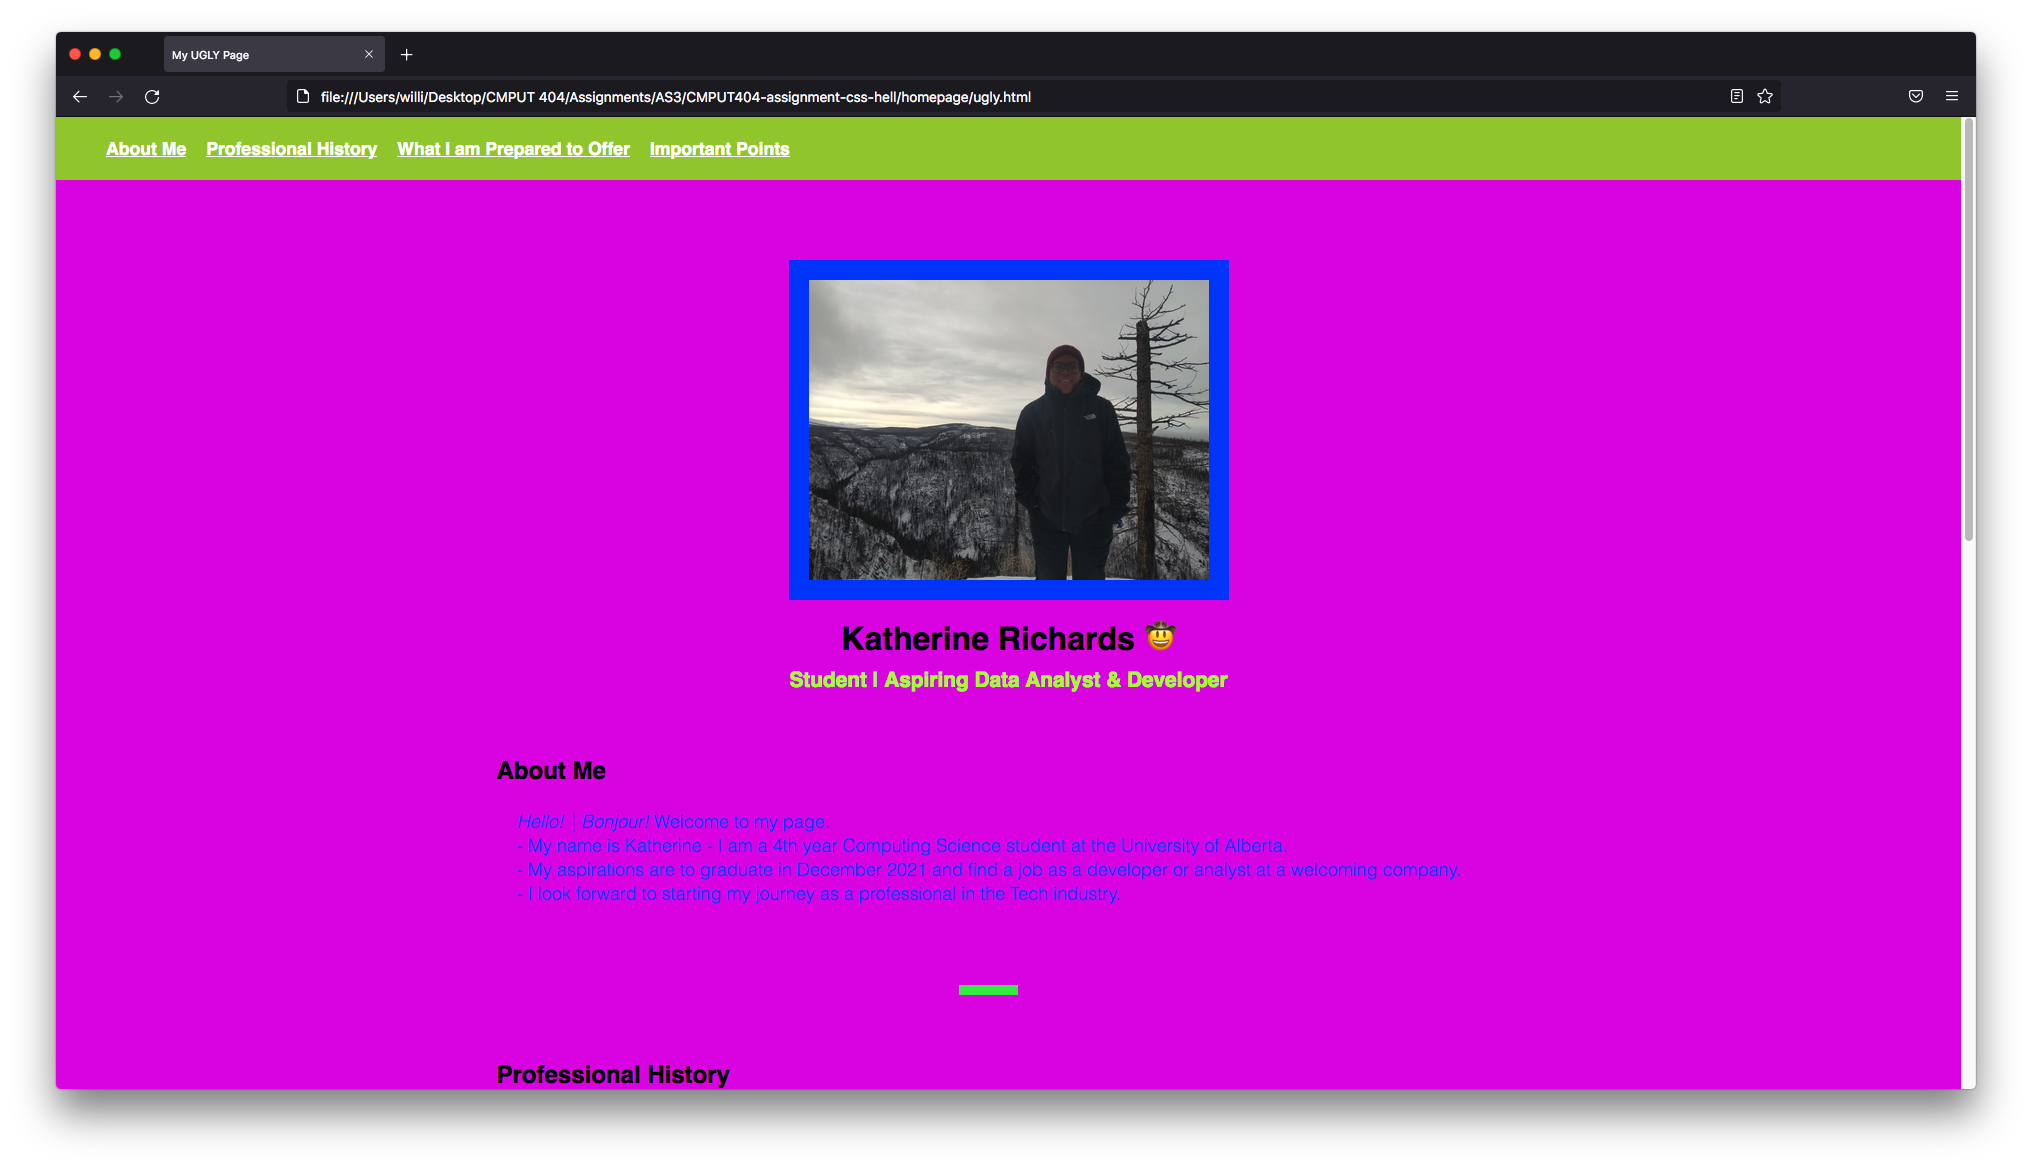 My UGLY Page
file:///Users/willi/Desktop/CMPUT 404/Assignments/AS3/CMPUT404-assignment-css-hell/homepage/ugly.html
About Me Professional History What I am Prepared to Offer Important Points
Katherine Richards 🤠
Student | Aspiring Data Analyst & Developer
About Me
Hello! | Bonjour! Welcome to my page.
- My name is Katherine - I am a 4th year Computing Science student at the University of Alberta.
- My aspirations are to graduate in December 2021 and find a job as a developer or analyst at a welcoming company.
- I look forward to starting my journey as a professional in the Tech industry.
Professional History